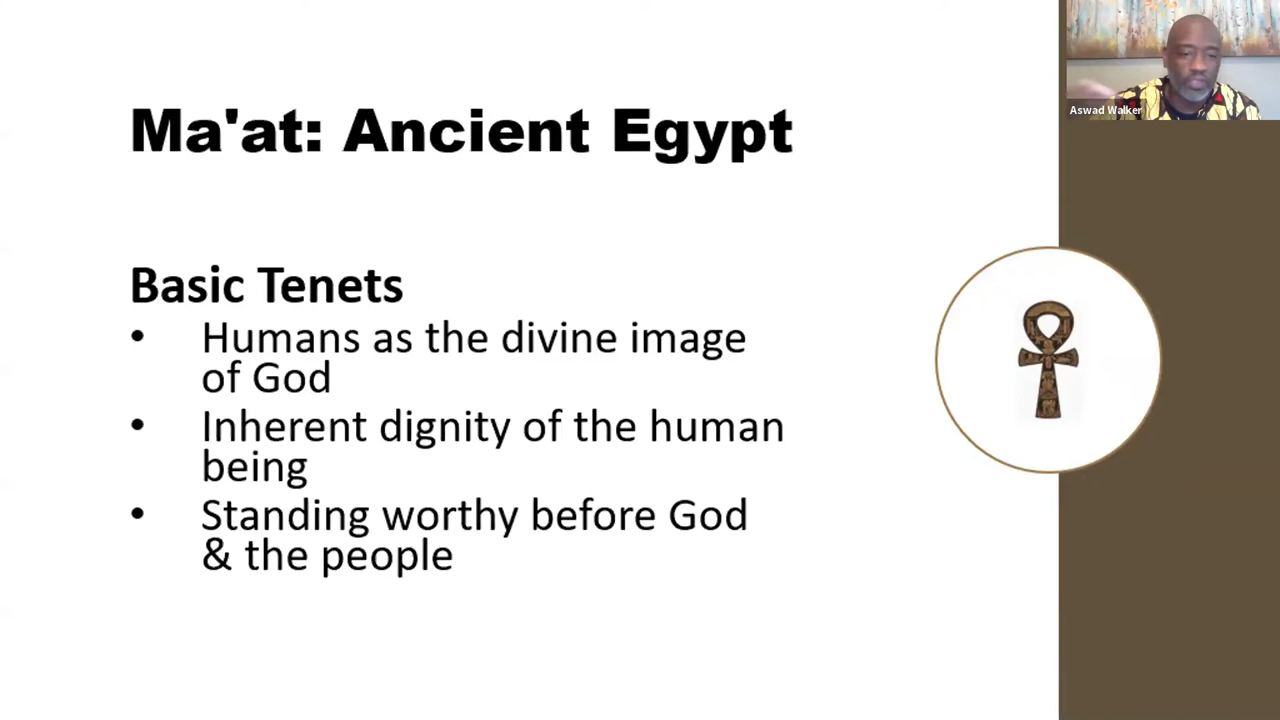 Aswad Walker
Ma'at: Ancient Egypt
Basic Tenets
• Humans as the divine image
of God
• Inherent dignity of the human
being
• Standing worthy before God
& the people